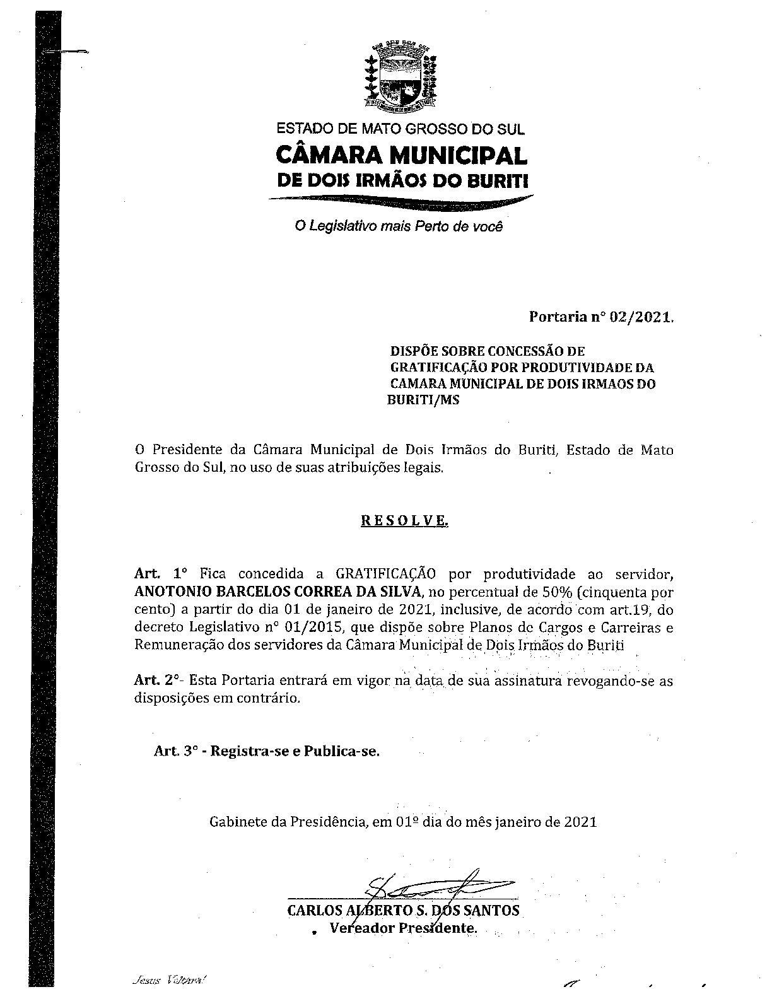 ESTADO DE MATO GROSSO DO SUL
CÂMARA MUNICIPAL
DE DOIS IRMÃOS DO BURITI
O Legislativo mais Perto de você
Portaria n° 02/2021.
DISPÕE SOBRE CONCESSÃO DE
GRATIFICAÇÃO POR PRODUTIVIDADE DA
CAMARA MUNICIPAL DE DOIS IRMAOS DO
BURITI/MS
O Presidente da Câmara Municipal de Dois Irmãos do Buriti, Estado de Mato
Grosso do Sul, no uso de suas atribuições legais.
RESOLVE.
Art. 1° Fica concedida a GRATIFICAÇÃO por produtividade ao servidor,
ANOTONIO BARCELOS CORREA DA SILVA, no percentual de 50% (cinquenta por
cento) a partir do dia 01 de janeiro de 2021, inclusive, de acordo com art.19, do
decreto Legislativo n° 01/2015, que dispõe sobre Planos de Cargos e Carreiras e
Remuneração dos servidores da Câmara Municipal de Dois Irmãos do Buriti
Art. 2°- Esta Portaria entrará em vigor na data de sua assinatura revogando-se as
disposições em contrário.
Art. 3° - Registra-se e Publica-se.
Gabinete da Presidência, em 01º dia do mês janeiro de 2021
CARLOS ALBERTO S. DOS SANTOS
Vereador Presidente.
Jesus Voltará!